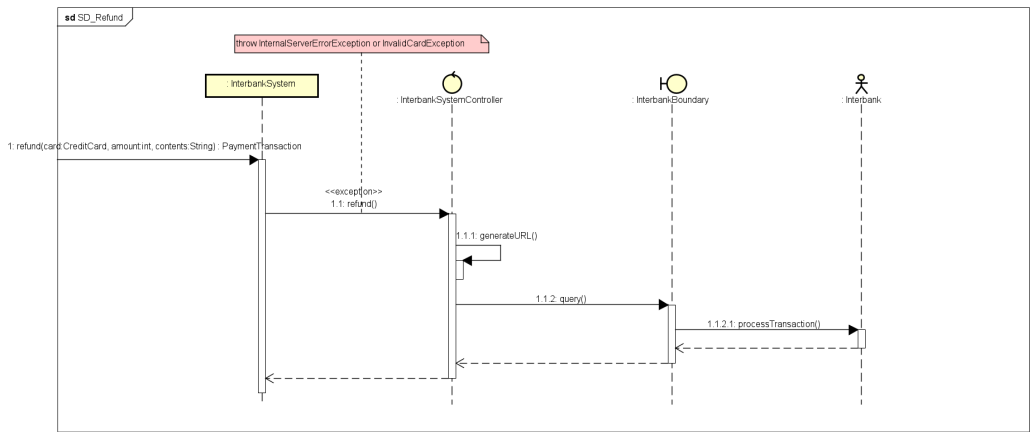 sd SD_Refund
throw InternalServerErrorException or InvalidCardException
: InterbankSystem
: InterbankSystemController
: InterbankBoundary
: Interbank
1: refund(card:CreditCard, amount:int, contents:String) : PaymentTransaction
<<exception>>
1.1: refund()
1.1.1: generateURL()
1.1.2: query()
1.1.2.1: processTransaction()